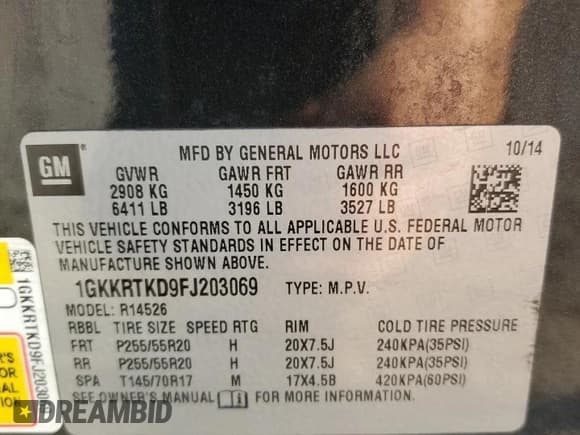 GM
MFD BY GENERAL MOTORS LLC 10/14
GVWR GAWR FRT GAWR RR
2908 KG 1450 KG 1600 KG
6411 LB 3196 LB 3527 LB
THIS VEHICLE CONFORMS TO ALL APPLICABLE U.S. FEDERAL MOTOR
VEHICLE SAFETY STANDARDS IN EFFECT ON THE DATE OF
MANUFACTURE SHOWN ABOVE.
1GKKRTKD9FJ203069 TYPE: M.P.V.
MODEL: R14526
RBBL TIRE SIZE SPEED RTG RIM COLD TIRE PRESSURE
FRT P255/55R20 H 20X7.5J 240KPA(35PSI)
RR P255/55R20 H 20X7.5J 240KPA(35PSI)
SPA T145/70R17 M 17X4.5B 420KPA(60PSI)
SEE OWNER'S MANUAL FOR MORE INFORMATION.
1GKKRTKD9FJ2030
DREAMBID